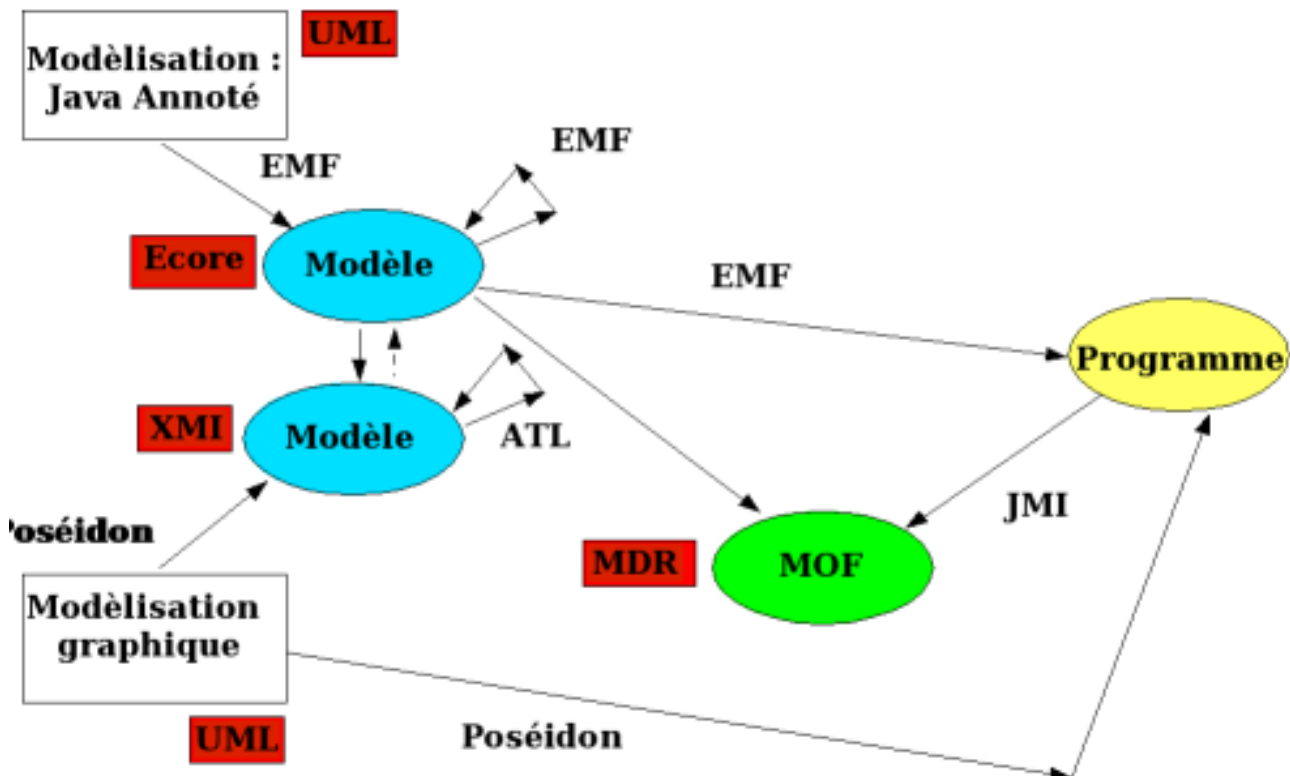 UML
Modèlisation :
Java Annoté
EMF
EMF
Ecore
Modèle
EMF
Programme
XMI
Modèle
ATL
Poséidon
JMI
MDR
MOF
Modèlisation
graphique
UML
Poséidon